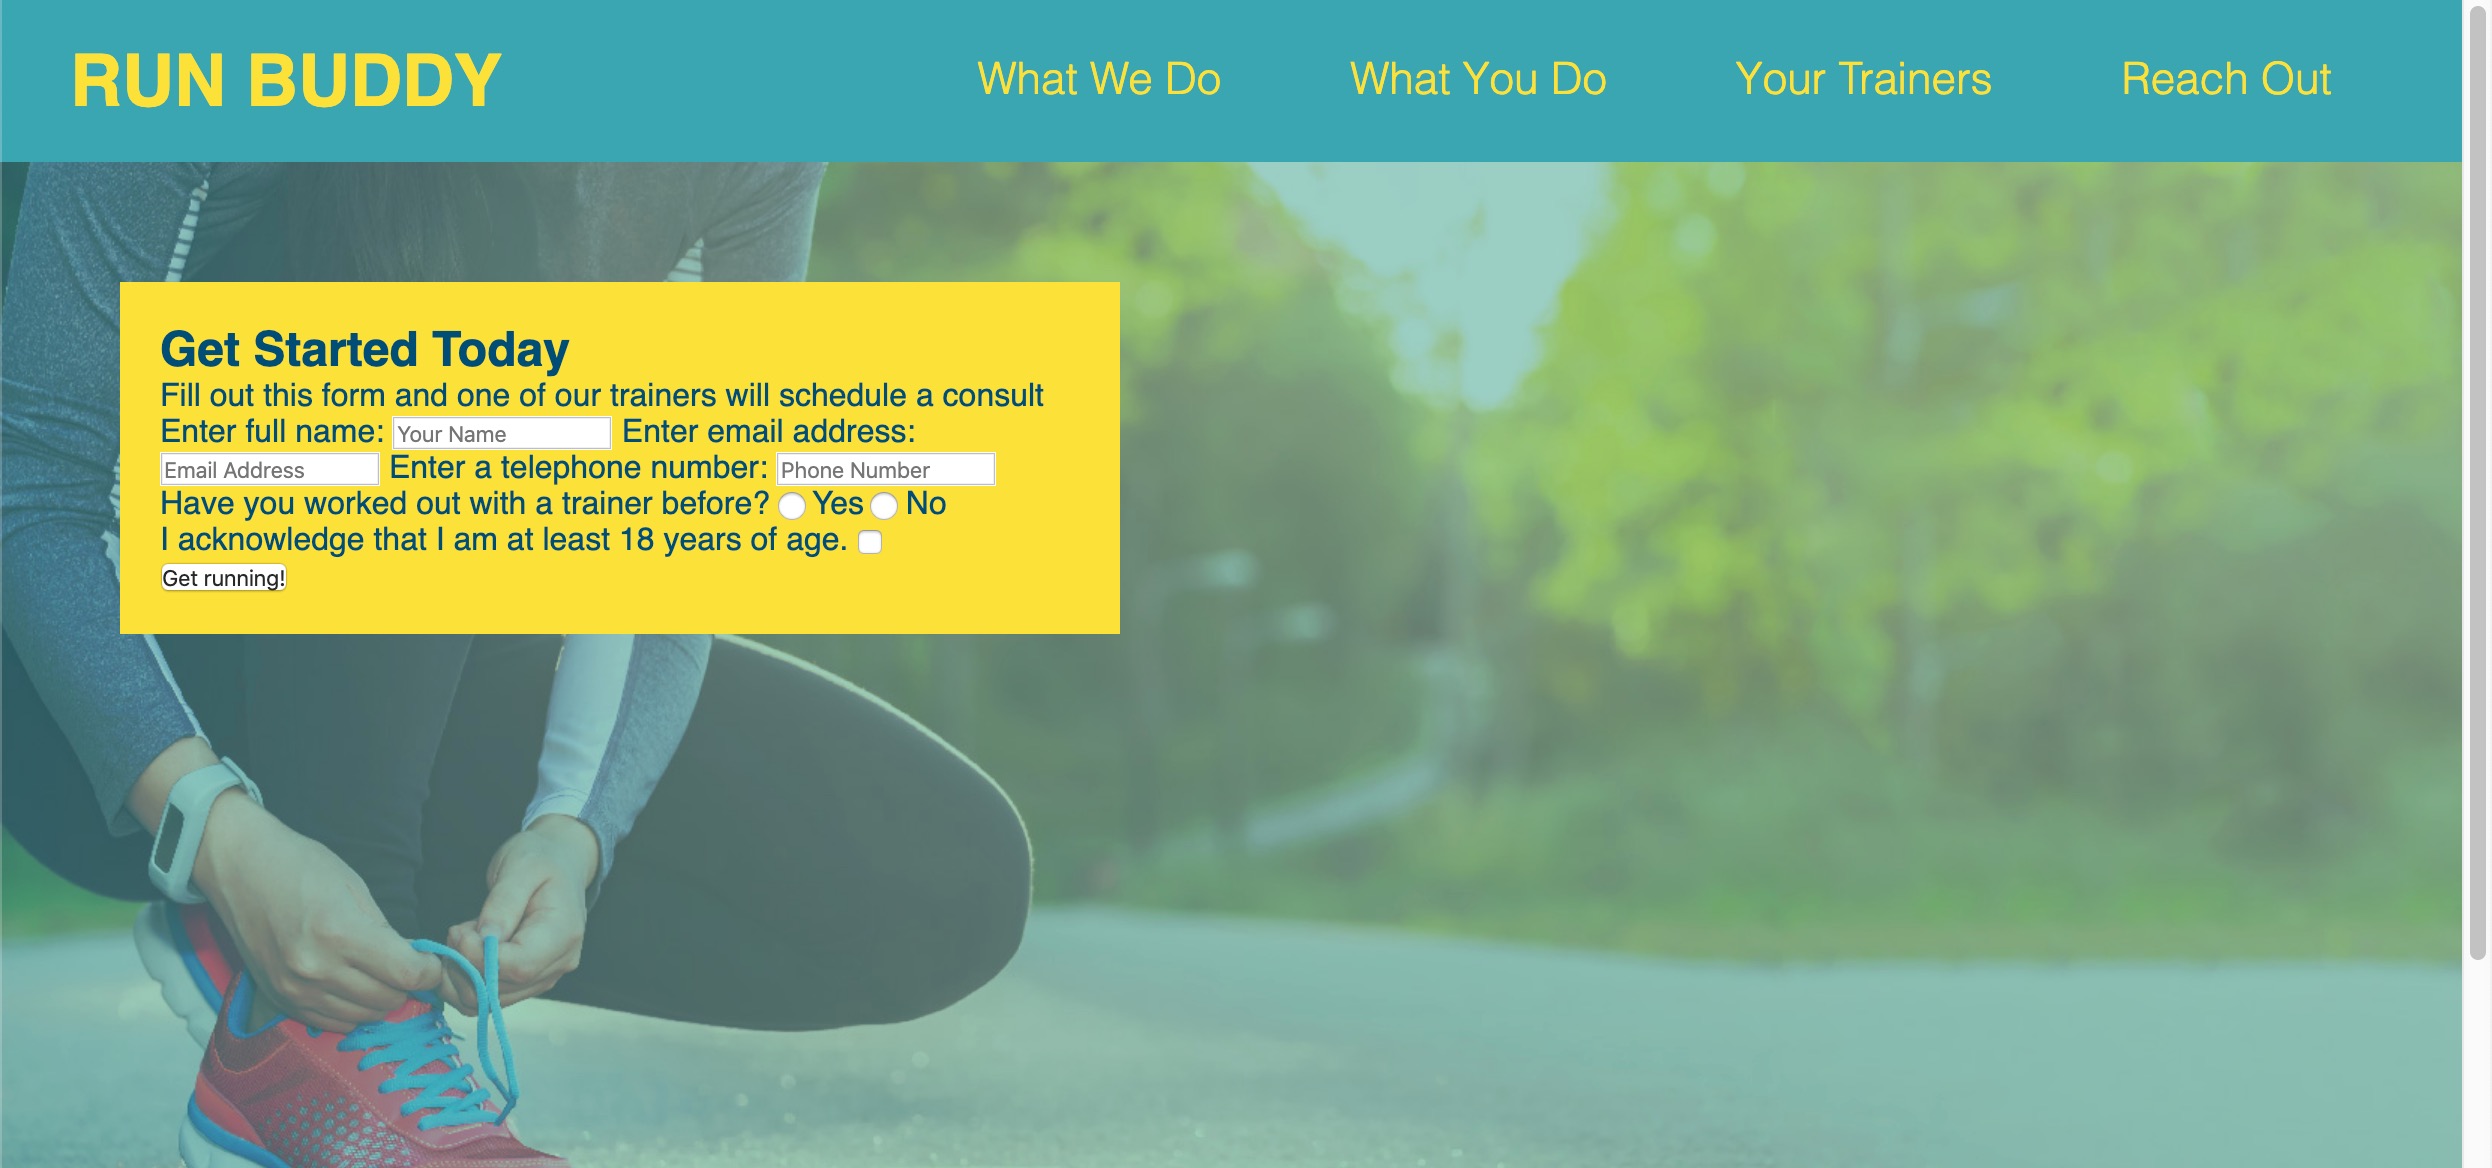 RUN BUDDY
What We Do
What You Do
Your Trainers
Reach Out
Get Started Today
Fill out this form and one of our trainers will schedule a consult
Enter full name: Your Name Enter email address:
Email Address Enter a telephone number: Phone Number
Have you worked out with a trainer before? Yes No
I acknowledge that I am at least 18 years of age.
Get running!